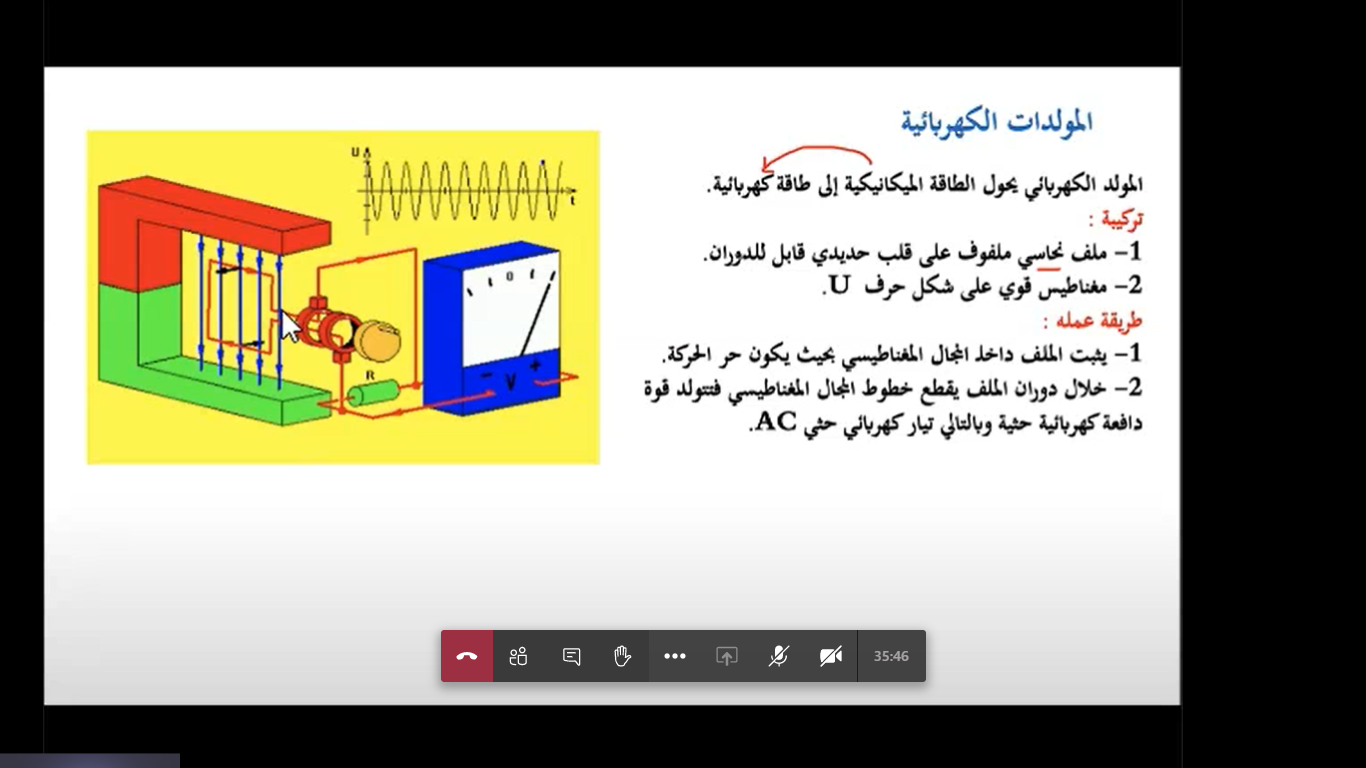 المولدات الكهربائية
المولد الكهربائي يحول الطاقة الميكانيكية إلى طاقة كهربائية.
تركيبة :
1– ملف نحاسي ملفوف على قلب حديدي قابل للدوران.
2– مغناطيس قوي على شكل حرف U.
طريقة عمله :
1– يثبت الملف داخل المجال المغناطيسي بحيث يكون حر الحركة.
2– خلال دوران الملف يقطع خطوط المجال المغناطيسي فتتولد قوة
دافعة كهربائية حثية وبالتالي تيار كهربائي حثي AC.
U
t
0
R
– V +
35:46